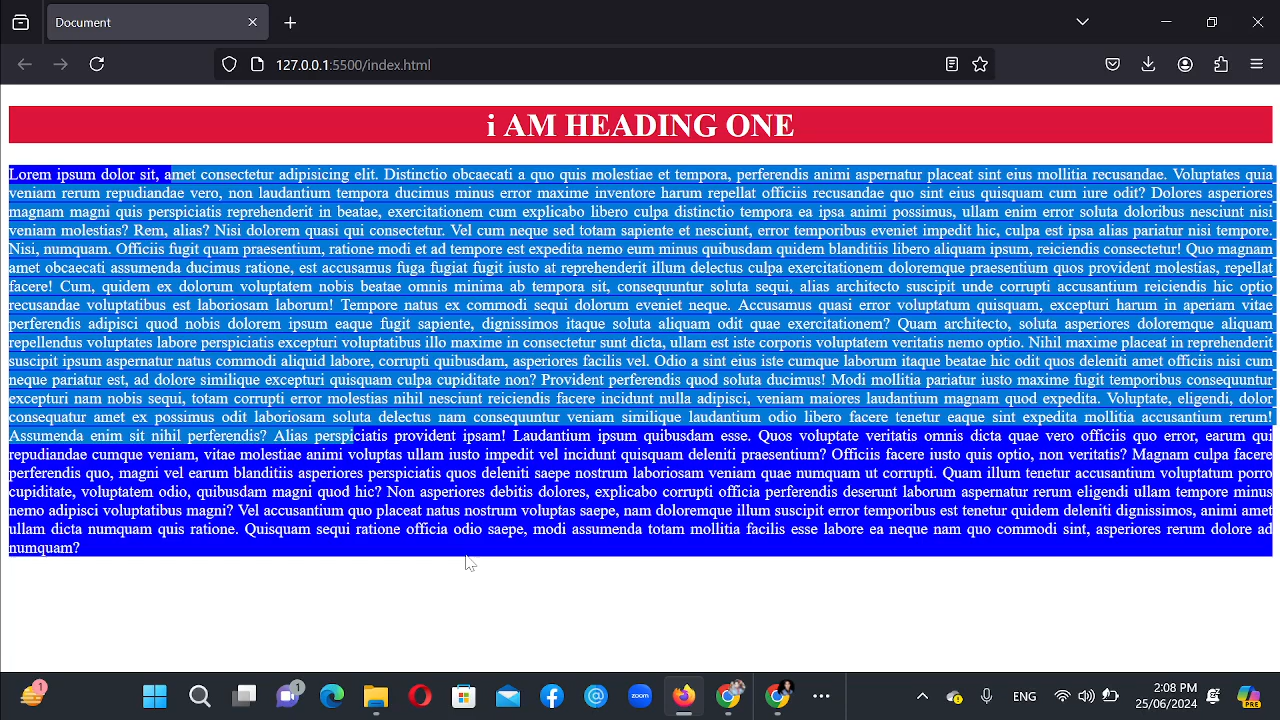 Document
127.0.0.1:5500/index.html
i AM HEADING ONE
Lorem ipsum dolor sit, amet consectetur adipisicing elit. Distinctio obcaecati a quo quis molestiae et tempora, perferendis animi aspernatur placeat sint eius mollitia recusandae. Voluptates quia
veniam rerum repudiandae vero, non laudantium tempora ducimus minus error maxime inventore harum repellat officiis recusandae quo sint eius quisquam cum iure odit? Dolores asperiores
magnam magni quis perspiciatis reprehenderit in beatae, exercitationem cum explicabo libero culpa distinctio tempora ea ipsa animi possimus, ullam enim error soluta doloribus nesciunt nisi
veniam molestias? Rem, alias? Nisi dolorem quasi qui consectetur. Vel cum neque sed totam sapiente et nesciunt, error temporibus eveniet impedit hic, culpa est ipsa alias pariatur nisi tempore.
Nisi, numquam. Officiis fugit quam praesentium, ratione modi et ad tempore est expedita nemo eum minus quibusdam quidem blanditiis libero aliquam ipsum, reiciendis consectetur! Quo magnam
amet obcaecati assumenda ducimus ratione, est accusamus fuga fugiat fugit iusto at reprehenderit illum delectus culpa exercitationem doloremque praesentium quos provident molestias, repellat
facere! Cum, quidem ex dolorum voluptatem nobis beatae omnis minima ab tempora sit, consequuntur soluta sequi, alias architecto suscipit unde corrupti accusantium reiciendis hic optio
recusandae voluptatibus est laboriosam laborum! Tempore natus ex commodi sequi dolorum eveniet neque. Accusamus quasi error voluptatum quisquam, excepturi harum in aperiam vitae
perferendis adipisci quod nobis dolorem ipsum eaque fugit sapiente, dignissimos itaque soluta aliquam odit quae exercitationem? Quam architecto, soluta asperiores doloremque aliquam
repellendus voluptates labore perspiciatis excepturi voluptatibus illo maxime in consectetur sunt dicta, ullam est iste corporis voluptatem veritatis nemo optio. Nihil maxime placeat in reprehenderit
suscipit ipsum aspernatur natus commodi aliquid labore, corrupti quibusdam, asperiores facilis vel. Odio a sint eius iste cumque laborum itaque beatae hic odit quos deleniti amet officiis nisi cum
neque pariatur est, ad dolore similique excepturi quisquam culpa cupiditate non? Provident perferendis quod soluta ducimus! Modi mollitia pariatur iusto maxime fugit temporibus consequuntur
excepturi nam nobis sequi, totam corrupti error molestias nihil nesciunt reiciendis facere incidunt nulla adipisci, veniam maiores laudantium magnam quod expedita. Voluptate, eligendi, dolor
consequatur amet ex possimus odit laboriosam soluta delectus nam consequuntur veniam similique laudantium odio libero facere tenetur eaque sint expedita mollitia accusantium rerum!
Assumenda enim sit nihil perferendis? Alias perspiciatis provident ipsam! Laudantium ipsum quibusdam esse. Quos voluptate veritatis omnis dicta quae vero officiis quo error, earum qui
repudiandae cumque veniam, vitae molestiae animi voluptas ullam iusto impedit vel incidunt quisquam deleniti praesentium? Officiis facere iusto quis optio, non veritatis? Magnam culpa facere
perferendis quo, magni vel earum blanditiis asperiores perspiciatis quos deleniti saepe nostrum laboriosam veniam quae numquam ut corrupti. Quam illum tenetur accusantium voluptatum porro
cupiditate, voluptatem odio, quibusdam magni quod hic? Non asperiores debitis dolores, explicabo corrupti officia perferendis deserunt laborum aspernatur rerum eligendi ullam tempore minus
nemo adipisci voluptatibus magni? Vel accusantium quo placeat natus nostrum voluptas saepe, nam doloremque illum suscipit error temporibus est tenetur quidem deleniti dignissimos, animi amet
ullam dicta numquam quis ratione. Quisquam sequi ratione officia odio saepe, modi assumenda totam mollitia facilis esse labore ea neque nam quo commodi sint, asperiores rerum dolore ad
numquam?
1
1
zoom
ENG
2:08 PM
25/06/2024
PRE